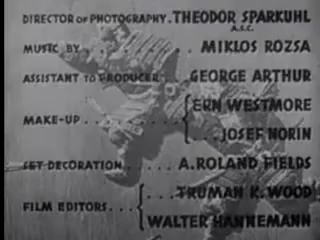 DIRECTOR OF PHOTOGRAPHY. THEODOR SPARKUHL
A.S.C.
MUSIC BY . . . MIKLOS ROZSA
ASSISTANT TO PRODUCER . . GEORGE ARTHUR
MAKE-UP . . . . . . . . ERN WESTMORE
. . . JOSEF NORIN
SET DECORATION . . . . . A. ROLAND FIELDS
FILM EDITORS . . . . . . TRUMAN K. WOOD
WALTER HANNEMANN